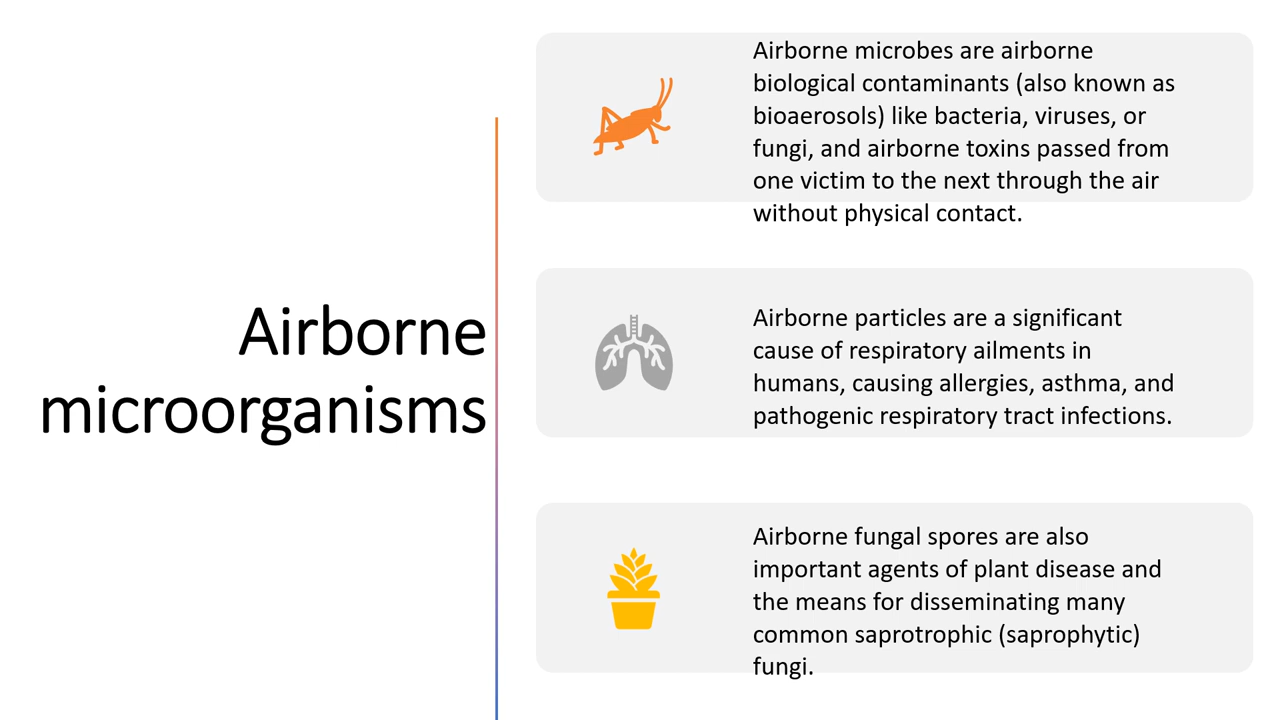 Airborne
microorganisms
Airborne microbes are airborne
biological contaminants (also known as
bioaerosols) like bacteria, viruses, or
fungi, and airborne toxins passed from
one victim to the next through the air
without physical contact.
Airborne particles are a significant
cause of respiratory ailments in
humans, causing allergies, asthma, and
pathogenic respiratory tract infections.
Airborne fungal spores are also
important agents of plant disease and
the means for disseminating many
common saprotrophic (saprophytic)
fungi.